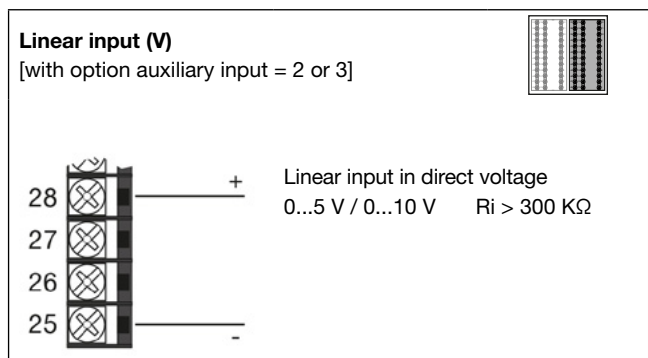 Linear input (V)
[with option auxiliary input = 2 or 3]
28 + Linear input in direct voltage
0...5 V / 0...10 V Ri > 300 KΩ
27
26
25 -